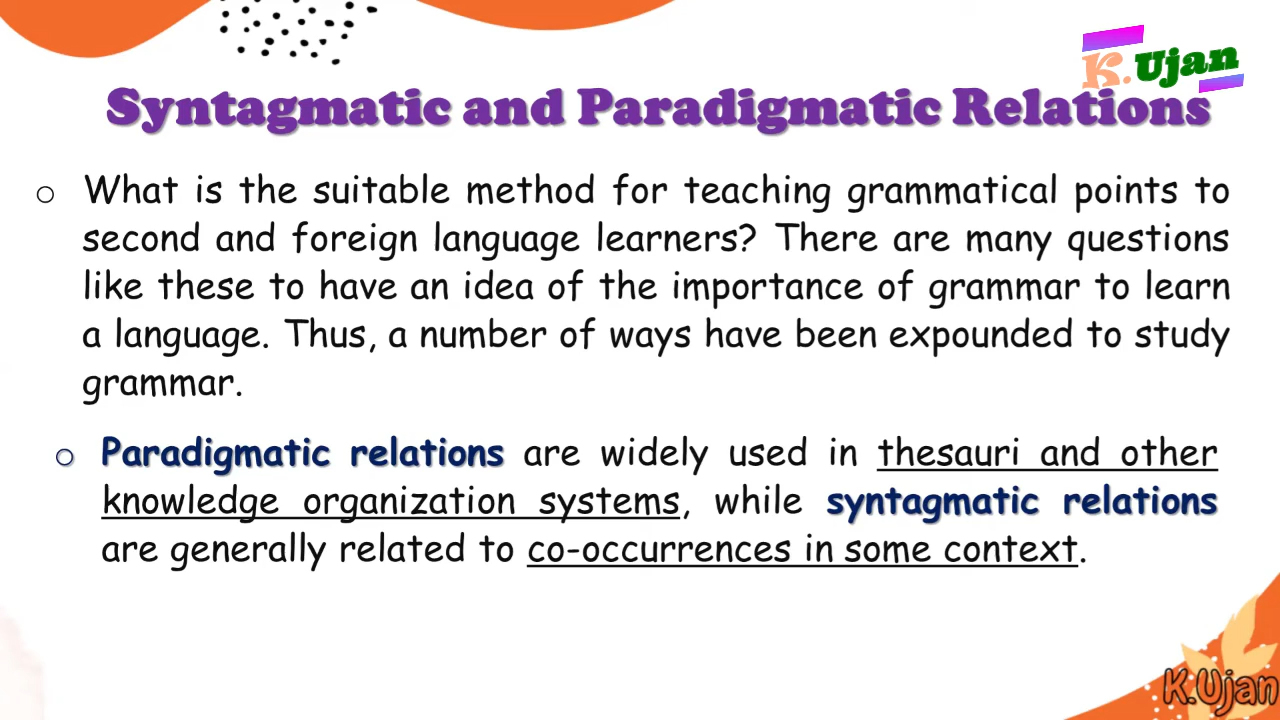 K.Ujan
Syntagmatic and Paradigmatic Relations
o What is the suitable method for teaching grammatical points to
second and foreign language learners? There are many questions
like these to have an idea of the importance of grammar to learn
a language. Thus, a number of ways have been expounded to study
grammar.
o Paradigmatic relations are widely used in thesauri and other
knowledge organization systems, while syntagmatic relations
are generally related to co-occurrences in some context.
K.Ujan